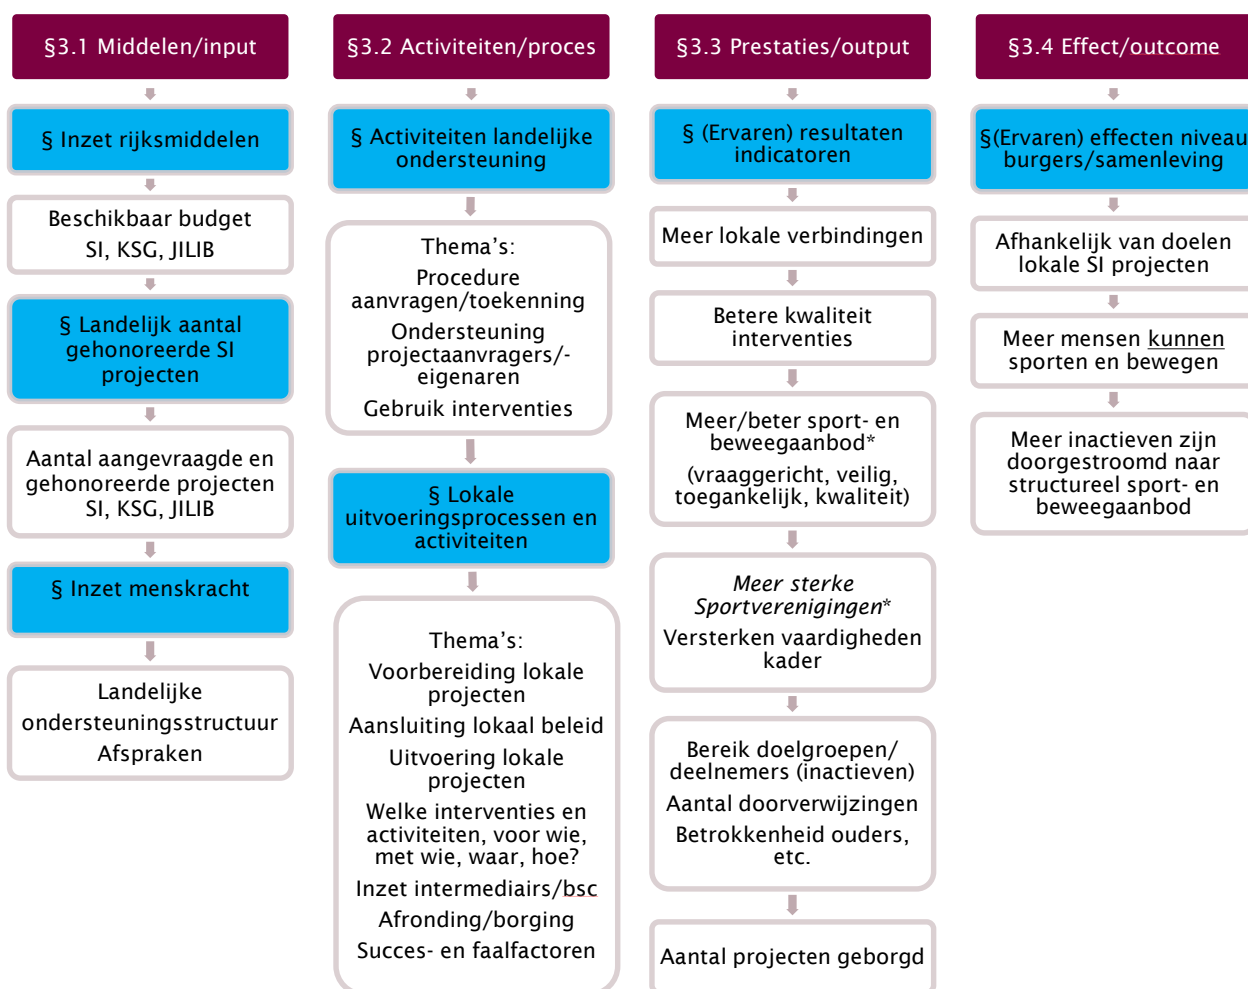 §3.1 Middelen/input
§ Inzet rijksmiddelen
Beschikbaar budget
SI, KSG, JILIB
§ Landelijk aantal
gehonoreerde SI
projecten
Aantal aangevraagde en
gehonoreerde projecten
SI, KSG, JILIB
§ Inzet menskracht
Landelijke
ondersteuningsstructuur
Afspraken
§3.2 Activiteiten/proces
§ Activiteiten landelijke
ondersteuning
Thema's:
Procedure
aanvragen/toekenning
Ondersteuning
projectaanvragers/-
eigenaren
Gebruik interventies
§ Lokale
uitvoeringsprocessen en
activiteiten
Thema's:
Voorbereiding lokale
projecten
Aansluiting lokaal beleid
Uitvoering lokale
projecten
Welke interventies en
activiteiten, voor wie,
met wie, waar, hoe?
Inzet intermediairs/bsc
Afronding/borging
Succes- en faalfactoren
§3.3 Prestaties/output
§ (Ervaren) resultaten
indicatoren
Meer lokale verbindingen
Betere kwaliteit
interventies
Meer/beter sport- en
beweegaanbod*
(vraaggericht, veilig,
toegankelijk, kwaliteit)
Meer sterke
Sportverenigingen*
Versterken vaardigheden
kader
Bereik doelgroepen/
deelnemers (inactieven)
Aantal doorverwijzingen
Betrokkenheid ouders,
etc.
Aantal projecten geborgd
§3.4 Effect/outcome
§(Ervaren) effecten niveau
burgers/samenleving
Afhankelijk van doelen
lokale SI projecten
Meer mensen kunnen
sporten en bewegen
Meer inactieven zijn
doorgestroomd naar
structureel sport- en
beweegaanbod